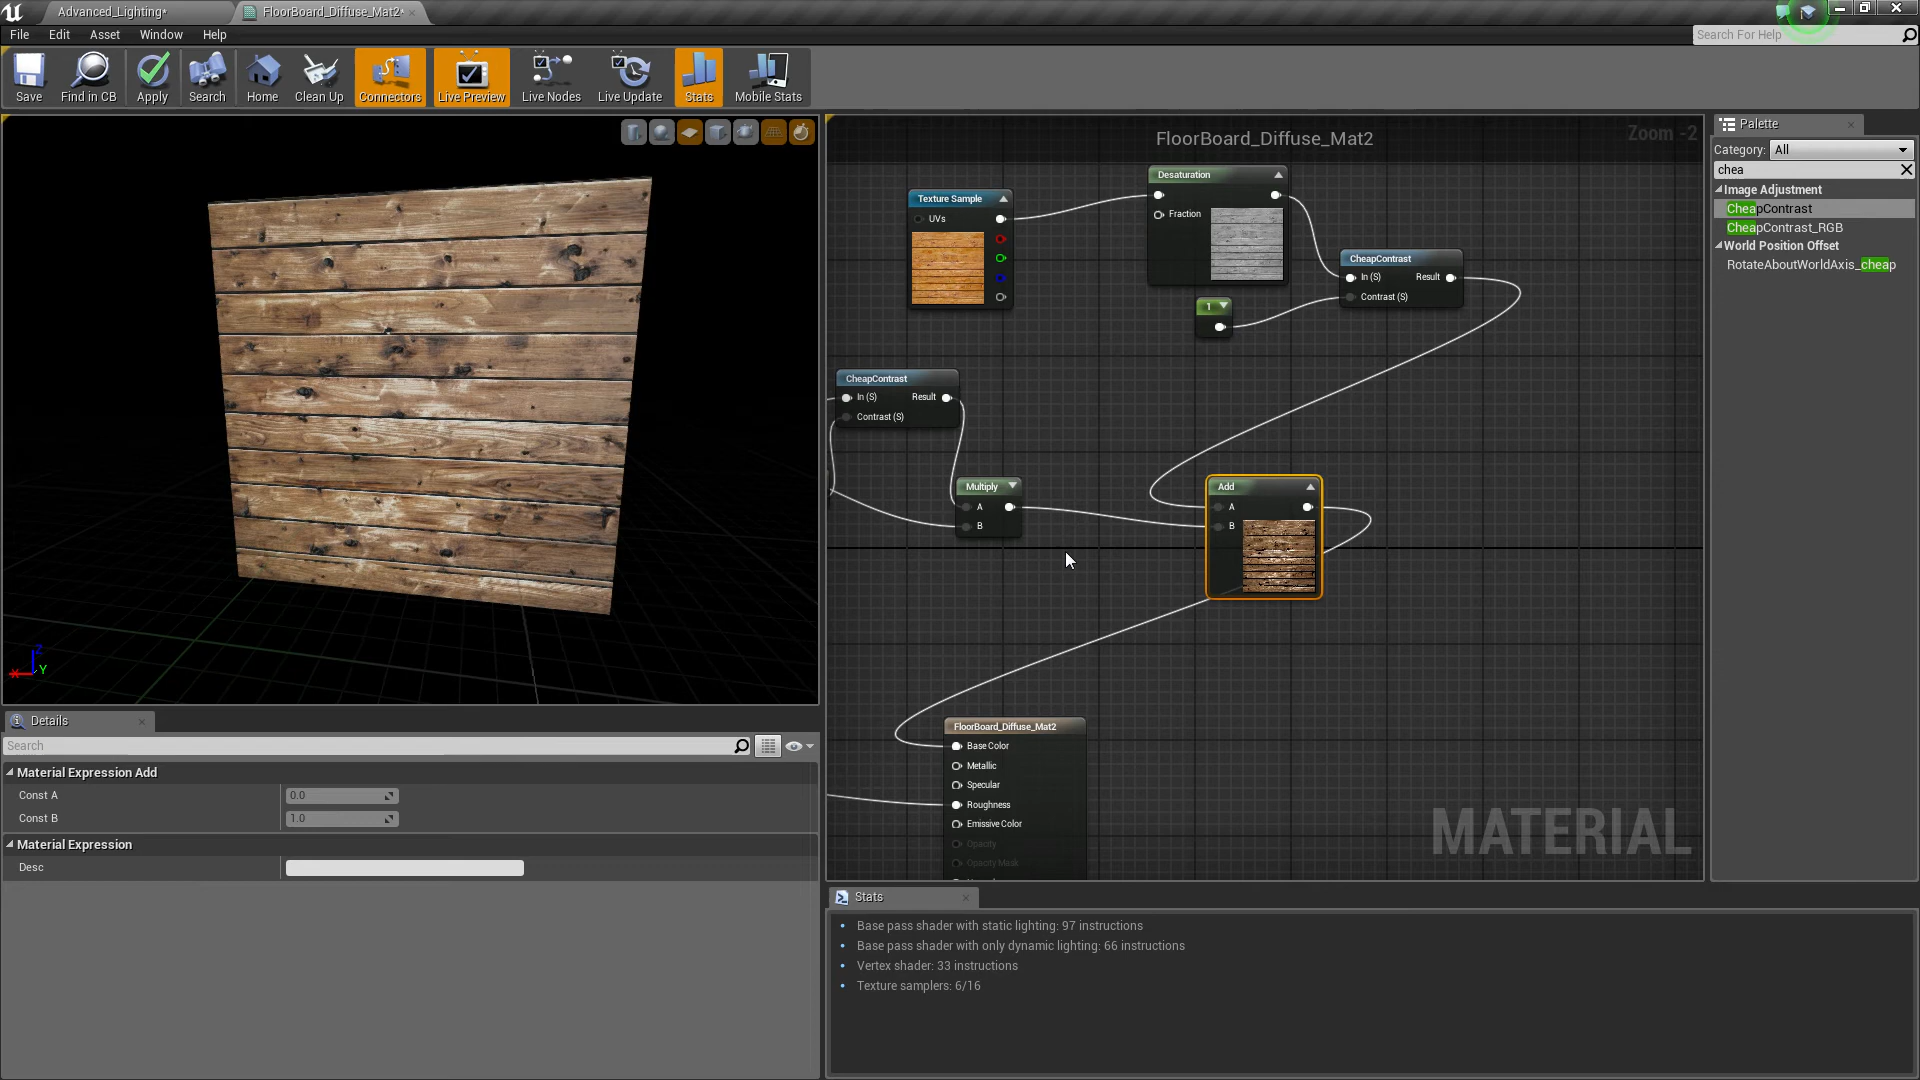 Advanced_Lighting*
FloorBoard_Diffuse_Mat2*
File Edit Asset Window Help
Search For Help
Save Find in CB Apply Search Home Clean Up Connectors Live Preview Live Nodes Live Update Stats Mobile Stats
FloorBoard_Diffuse_Mat2
Zoom -2
Palette
Category: All
chea
Image Adjustment
CheapContrast
CheapContrast_RGB
World Position Offset
RotateAboutWorldAxis_cheap
Desaturation
Fraction
Texture Sample
UVs
CheapContrast
In (S) Result
Contrast (S)
1
CheapContrast
In (S) Result
Contrast (S)
Multiply
A
B
Add
A
B
FloorBoard_Diffuse_Mat2
Base Color
Metallic
Specular
Roughness
Emissive Color
Opacity
Opacity Mask
MATERIAL
X
Z
Y
Details
Search
Material Expression Add
Const A 0.0
Const B 1.0
Material Expression
Desc
Stats
Base pass shader with static lighting: 97 instructions
Base pass shader with only dynamic lighting: 66 instructions
Vertex shader: 33 instructions
Texture samplers: 6/16